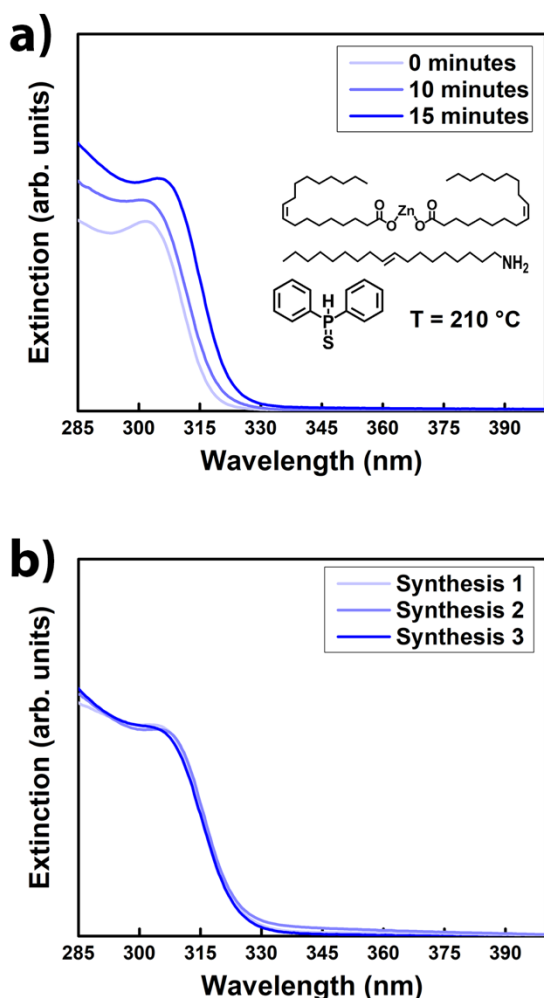 a)
0 minutes
10 minutes
15 minutes
O
O
Zn
O
O
NH2
H
P
S
T = 210 °C
Extinction (arb. units)
285 300 315 330 345 360 375 390
Wavelength (nm)
b)
Synthesis 1
Synthesis 2
Synthesis 3
Extinction (arb. units)
285 300 315 330 345 360 375 390
Wavelength (nm)